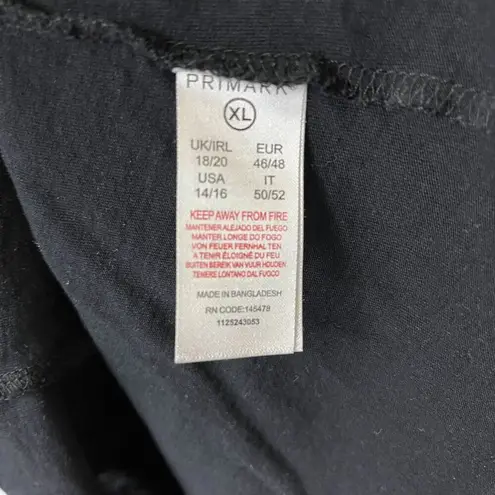 PRIMARK
XL
UK/IRL EUR
18/20 46/48
USA IT
14/16 50/52
KEEP AWAY FROM FIRE
MANTENER ALEJADO DEL FUEGO
MANTER LONGE DO FOGO
VON FEUER FERNHALTEN
A TENIR ÉLOIGNÉ DU FEU
BUITEN BEREIK VAN VUUR HOUDEN
TENERE LONTANO DAL FUOCO
MADE IN BANGLADESH
RN CODE:145478
1125243053